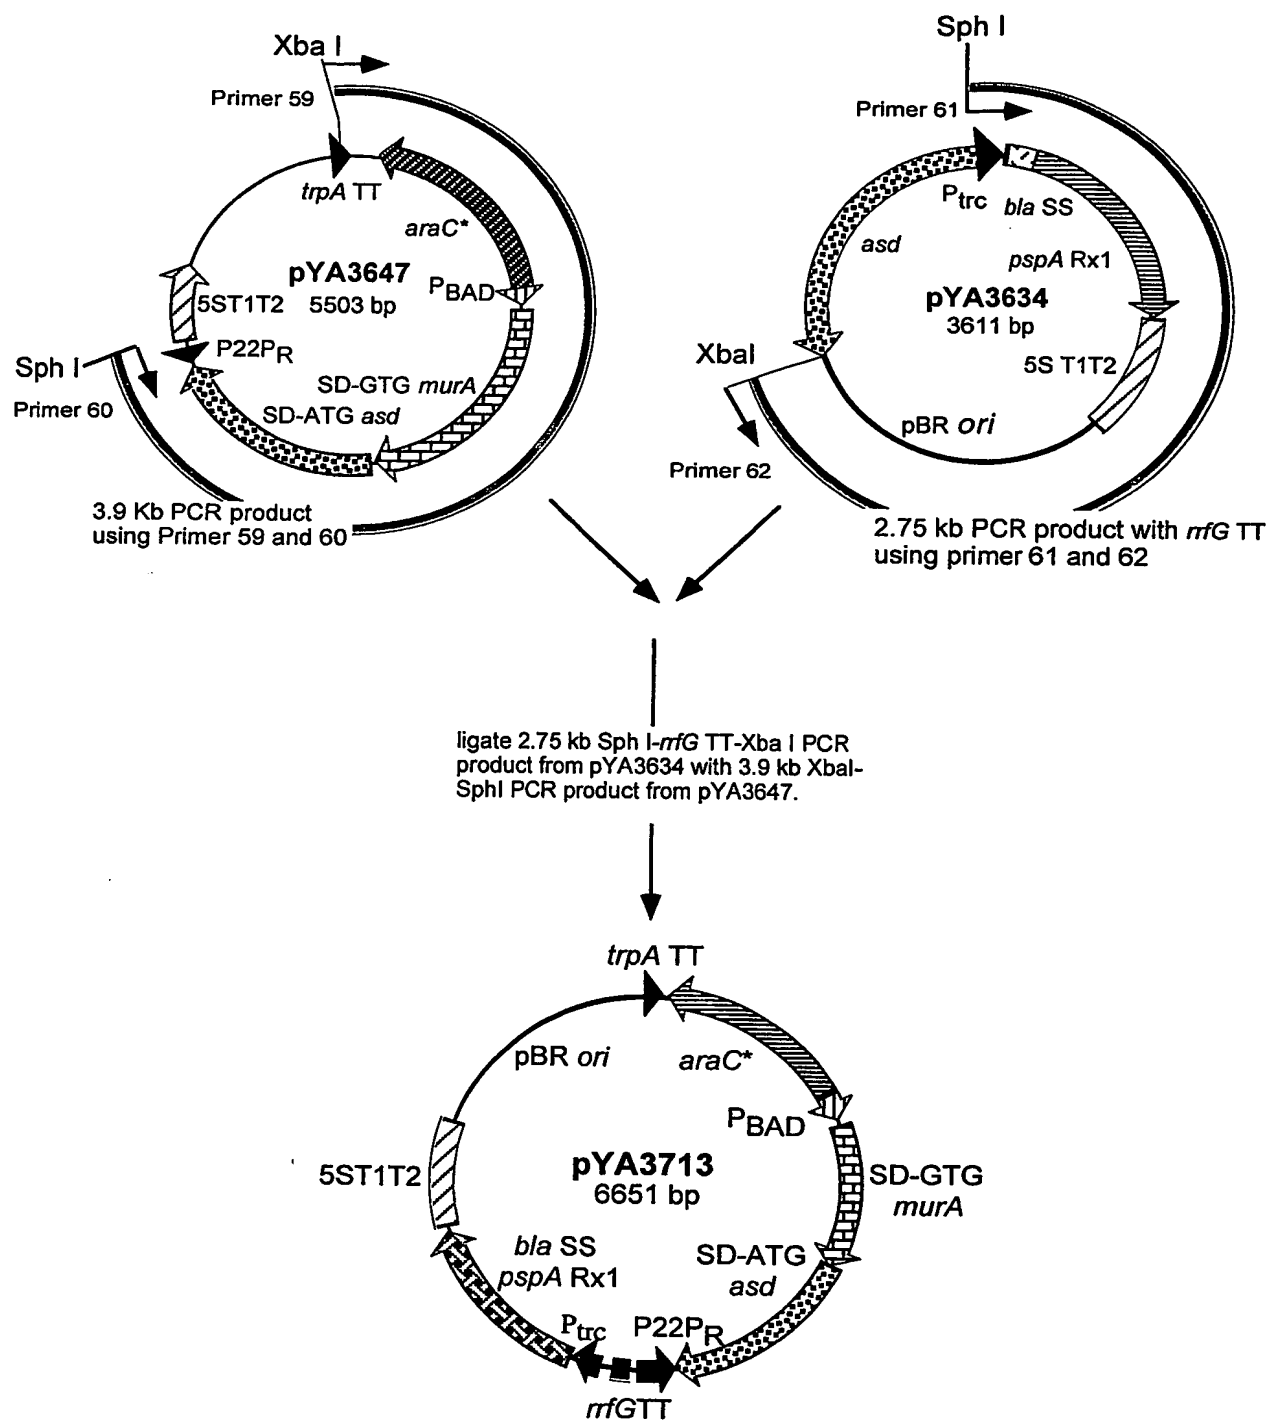 Xba I
Primer 59
trpA TT
araC*
pYA3647
5503 bp
PBAD
5ST1T2
P22PR
SD-GTG murA
SD-ATG asd
Sph I
Primer 60
3.9 Kb PCR product
using Primer 59 and 60
Sph I
Primer 61
Ptrc
bla SS
asd
pspA Rx1
pYA3634
3611 bp
XbaI
5S T1T2
pBR ori
Primer 62
2.75 kb PCR product with rrfG TT
using primer 61 and 62
ligate 2.75 kb Sph I-rrfG TT-Xba I PCR
product from pYA3634 with 3.9 kb XbaI-
SphI PCR product from pYA3647.
trpA TT
pBR ori
araC*
PBAD
5ST1T2
pYA3713
6651 bp
SD-GTG
murA
bla SS
pspA Rx1
SD-ATG
asd
Ptrc
P22PR
rrfGTT